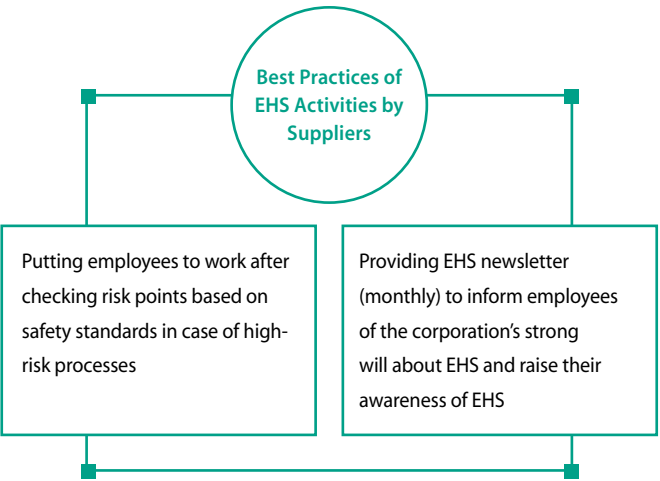 Best Practices of
EHS Activities by
Suppliers
Putting employees to work after
checking risk points based on
safety standards in case of high-
risk processes
Providing EHS newsletter
(monthly) to inform employees
of the corporation’s strong
will about EHS and raise their
awareness of EHS